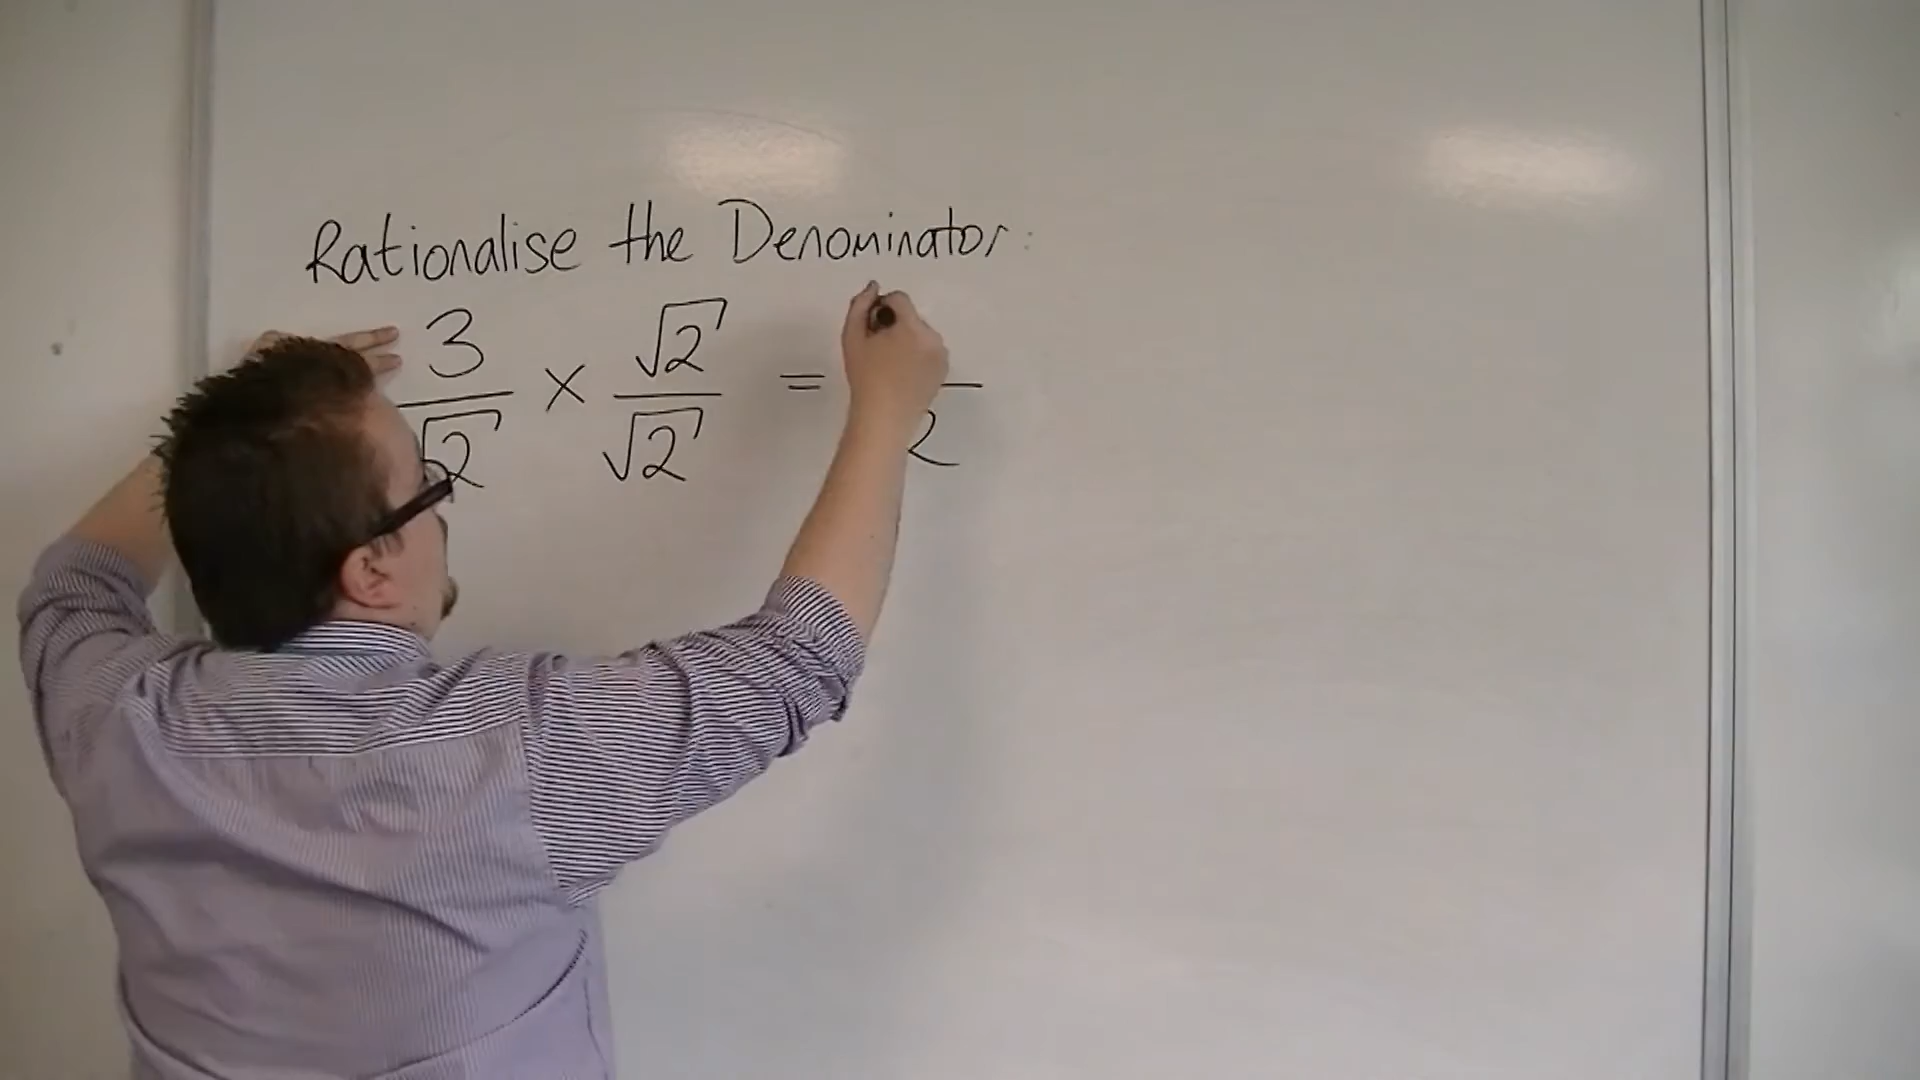 Rationalise the Denominator:
3/√2 × √2/√2 = /2